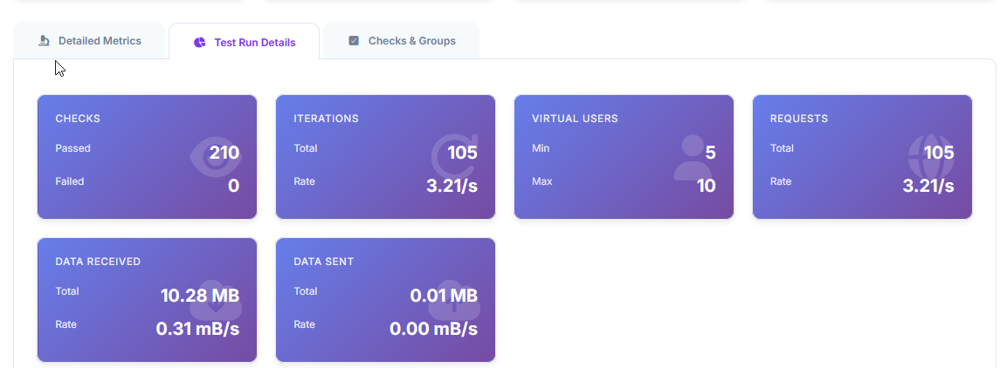 Detailed Metrics
Test Run Details
Checks & Groups
CHECKS
Passed 210
Failed 0
ITERATIONS
Total 105
Rate 3.21/s
VIRTUAL USERS
Min 5
Max 10
REQUESTS
Total 105
Rate 3.21/s
DATA RECEIVED
Total 10.28 MB
Rate 0.31 mB/s
DATA SENT
Total 0.01 MB
Rate 0.00 mB/s